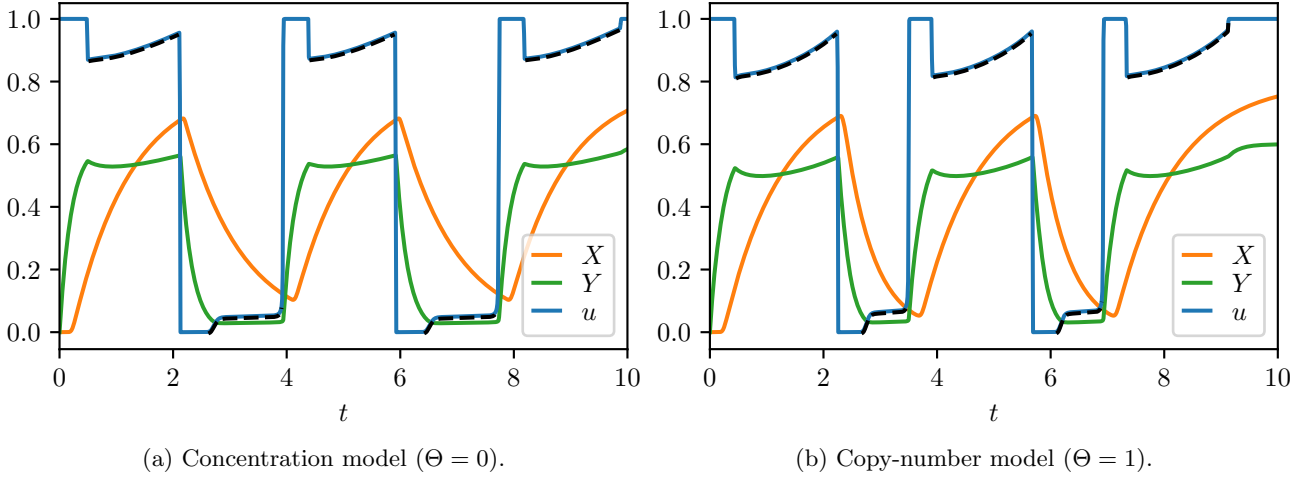 1.0
0.8
0.6
0.4
0.2
0.0
0 2 4 6 8 10
t
X
Y
u
(a) Concentration model (Θ = 0).
1.0
0.8
0.6
0.4
0.2
0.0
0 2 4 6 8 10
t
X
Y
u
(b) Copy-number model (Θ = 1).